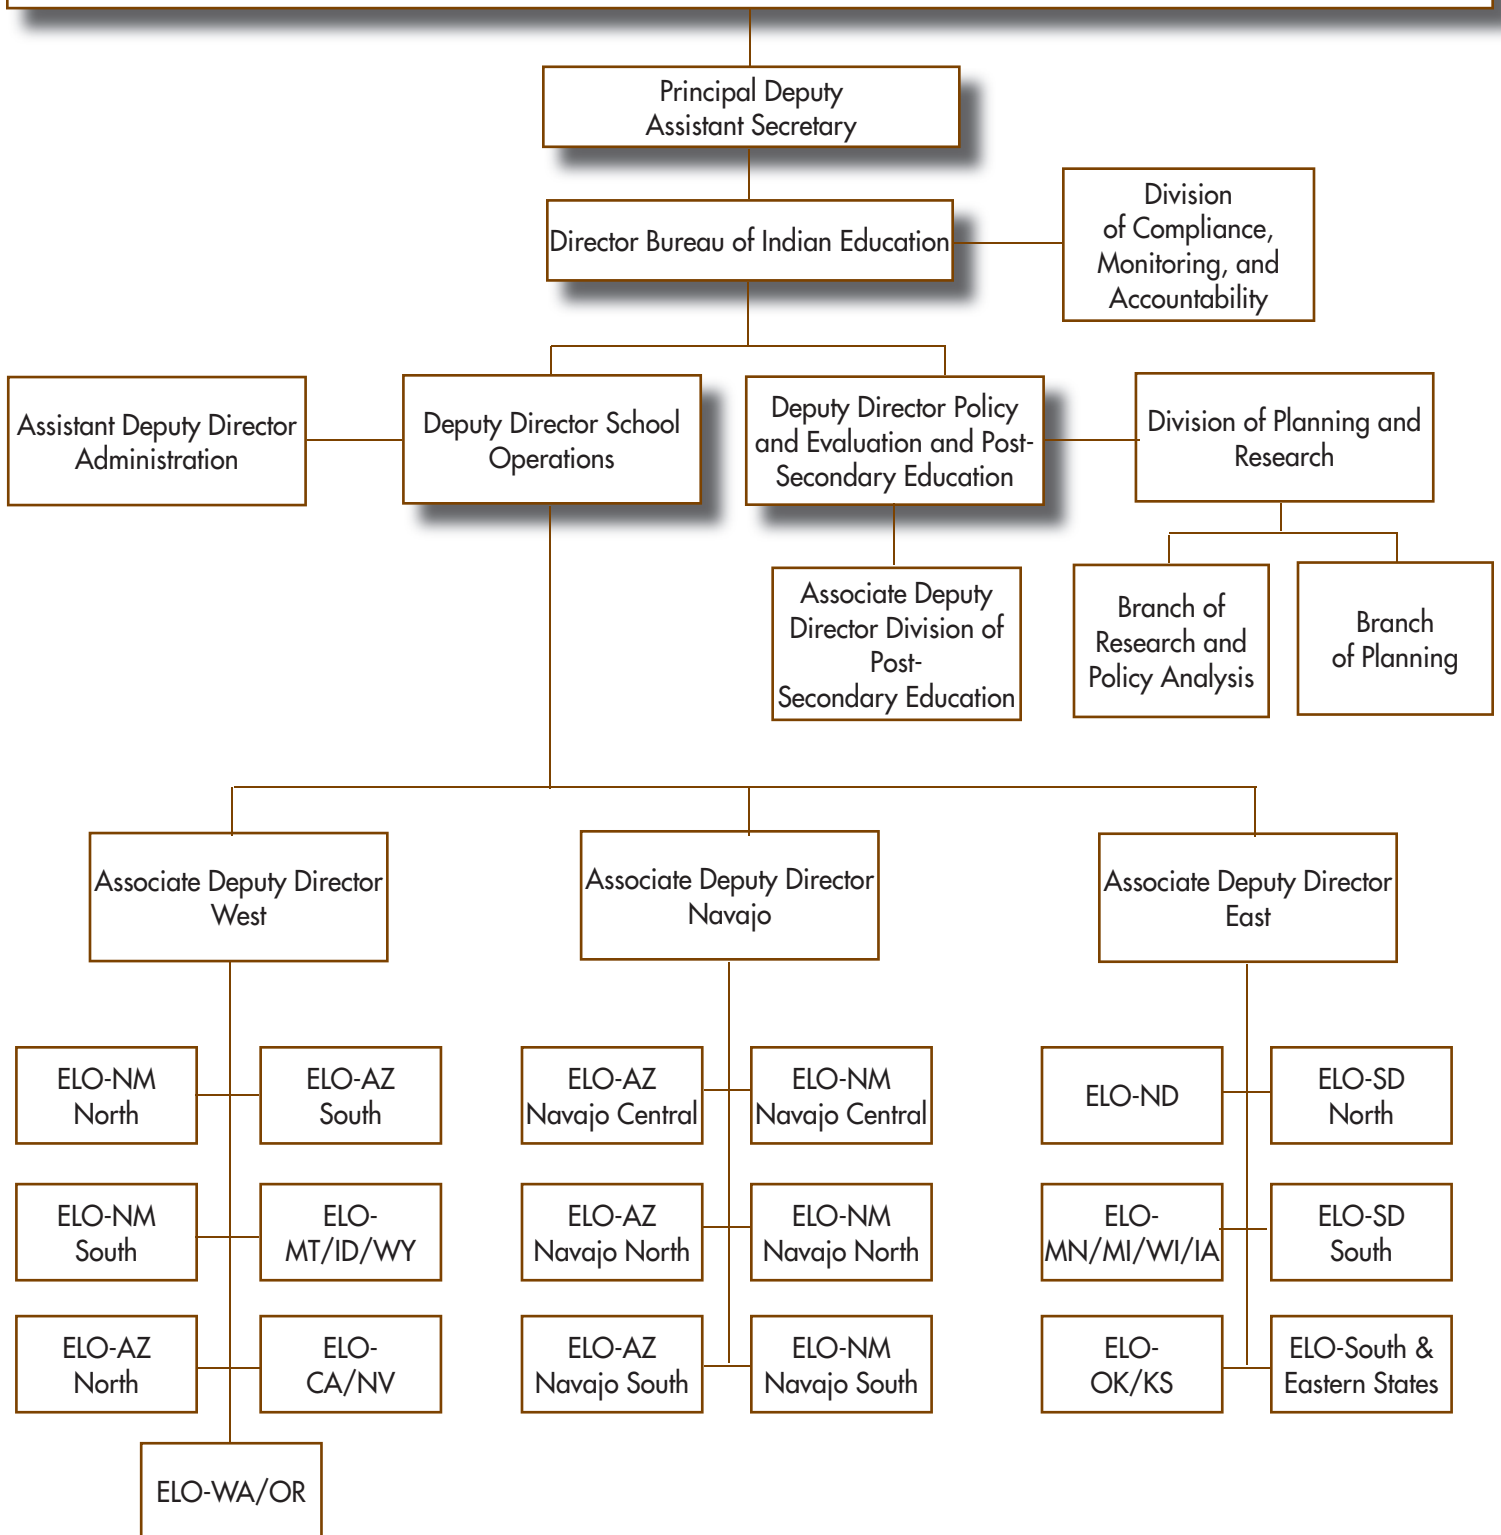 Principal Deputy
Assistant Secretary
Director Bureau of Indian Education
Division
of Compliance,
Monitoring, and
Accountability
Assistant Deputy Director
Administration
Deputy Director School
Operations
Deputy Director Policy
and Evaluation and Post-
Secondary Education
Division of Planning and
Research
Associate Deputy
Director Division of
Post-
Secondary Education
Branch of
Research and
Policy Analysis
Branch
of Planning
Associate Deputy Director
West
Associate Deputy Director
Navajo
Associate Deputy Director
East
ELO-NM
North
ELO-AZ
South
ELO-AZ
Navajo Central
ELO-NM
Navajo Central
ELO-ND
ELO-SD
North
ELO-NM
South
ELO-
MT/ID/WY
ELO-AZ
Navajo North
ELO-NM
Navajo North
ELO-
MN/MI/WI/IA
ELO-SD
South
ELO-AZ
North
ELO-
CA/NV
ELO-AZ
Navajo South
ELO-NM
Navajo South
ELO-
OK/KS
ELO-South &
Eastern States
ELO-WA/OR